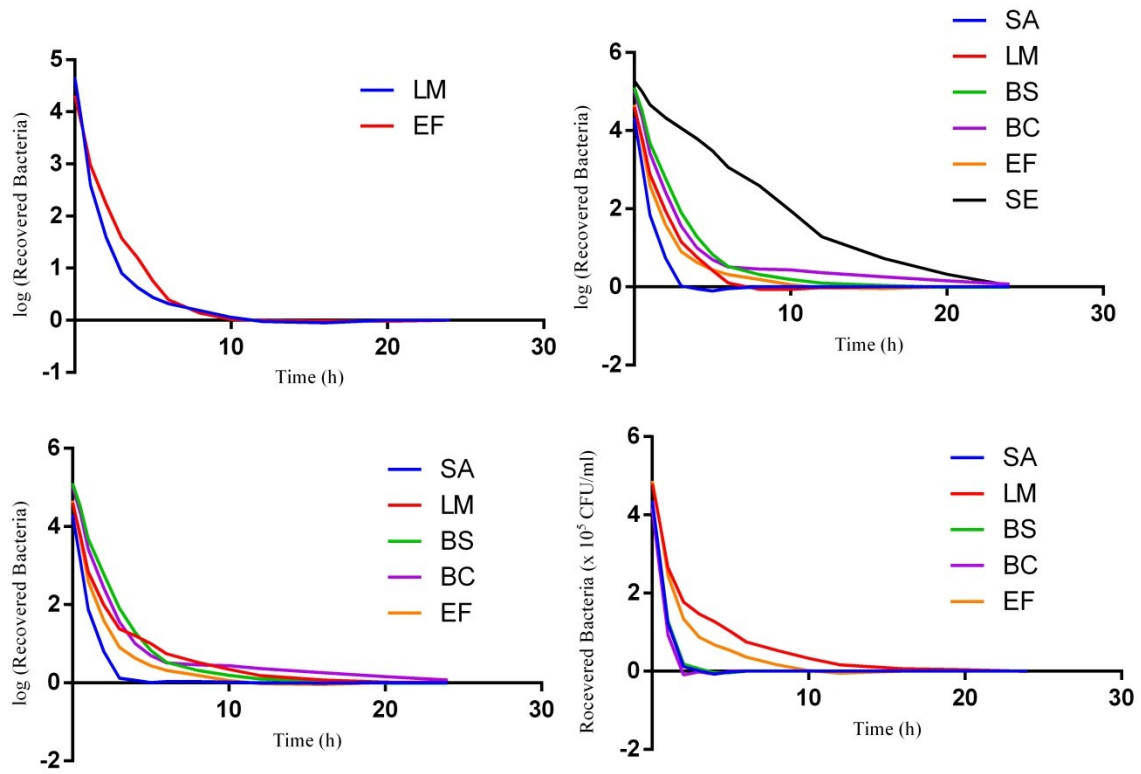 log (Recovered Bacteria)
5
4
3
2
1
0
-1
10
20
30
Time (h)
LM
EF
log (Recovered Bacteria)
6
4
2
0
-2
10
20
30
Time (h)
SA
LM
BS
BC
EF
SE
log (Recovered Bacteria)
6
4
2
0
-2
10
20
30
Time (h)
SA
LM
BS
BC
EF
Rocevered Bacteria (x 10⁵ CFU/ml)
6
4
2
0
-2
10
20
30
Time (h)
SA
LM
BS
BC
EF